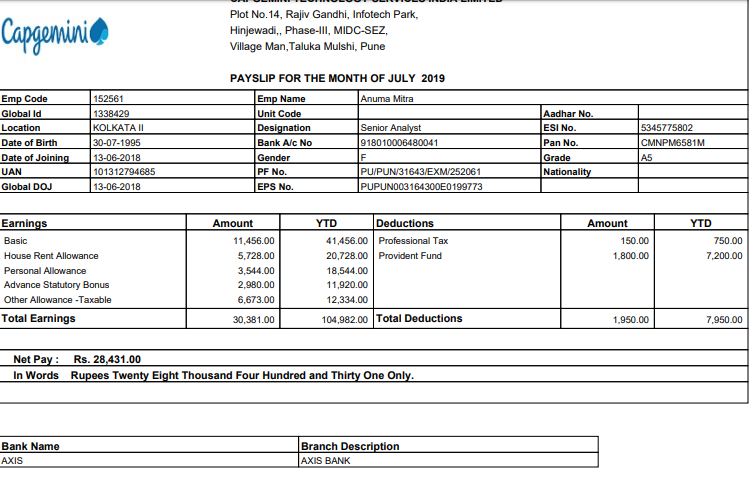 Capgemini
CAPGEMINI TECHNOLOGY SERVICES INDIA LIMITED
Plot No.14, Rajiv Gandhi, Infotech Park,
Hinjewadi,, Phase-III, MIDC-SEZ,
Village Man,Taluka Mulshi, Pune
PAYSLIP FOR THE MONTH OF JULY 2019
Emp Code 152561 Emp Name Anuma Mitra
Global Id 1338429 Unit Code Aadhar No.
Location KOLKATA II Designation Senior Analyst ESI No. 5345775802
Date of Birth 30-07-1995 Bank A/c No 918010006480041 Pan No. CMNPM6581M
Date of Joining 13-06-2018 Gender F Grade A5
UAN 101312794685 PF No. PU/PUN/31643/EXM/252061 Nationality
Global DOJ 13-06-2018 EPS No. PUPUN003164300E0199773
Earnings Amount YTD Deductions Amount YTD
Basic 11,456.00 41,456.00 Professional Tax 150.00 750.00
House Rent Allowance 5,728.00 20,728.00 Provident Fund 1,800.00 7,200.00
Personal Allowance 3,544.00 18,544.00
Advance Statutory Bonus 2,980.00 11,920.00
Other Allowance -Taxable 6,673.00 12,334.00
Total Earnings 30,381.00 104,982.00 Total Deductions 1,950.00 7,950.00
Net Pay : Rs. 28,431.00
In Words Rupees Twenty Eight Thousand Four Hundred and Thirty One Only.
Bank Name Branch Description
AXIS AXIS BANK